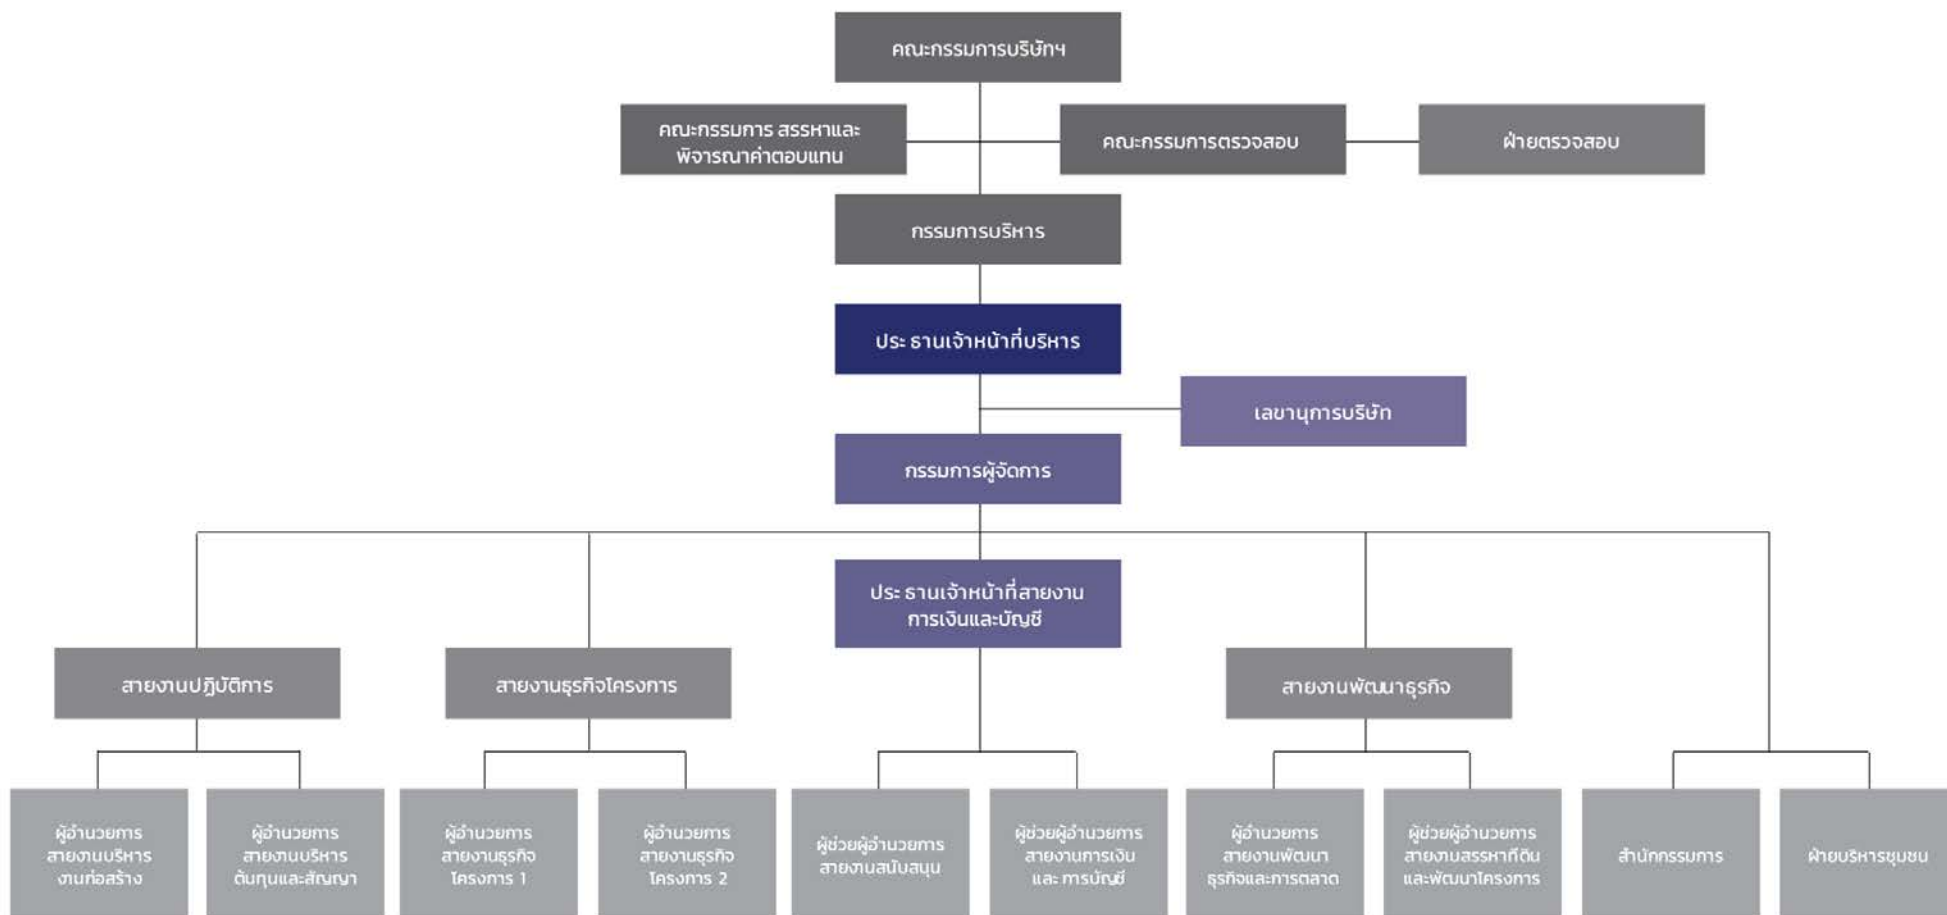 คณะกรรมการบริษัทฯ
คณะกรรมการ สรรหาและ
พิจารณาค่าตอบแทน
คณะกรรมการตรวจสอบ
ฝ่ายตรวจสอบ
กรรมการบริหาร
ประธานเจ้าหน้าที่บริหาร
เลขานุการบริษัท
กรรมการผู้จัดการ
ประธานเจ้าหน้าที่สายงาน
การเงินและบัญชี
สายงานปฏิบัติการ
สายงานธุรกิจโครงการ
สายงานพัฒนาธุรกิจ
ผู้อำนวยการ
สายงานบริหาร
งานก่อสร้าง
ผู้อำนวยการ
สายงานบริหาร
ต้นทุนและสัญญา
ผู้อำนวยการ
สายงานธุรกิจ
โครงการ 1
ผู้อำนวยการ
สายงานธุรกิจ
โครงการ 2
ผู้ช่วยผู้อำนวยการ
สายงานสนับสนุน
ผู้ช่วยผู้อำนวยการ
สายงานการเงิน
และ การบัญชี
ผู้อำนวยการ
สายงานพัฒนา
ธุรกิจและการตลาด
ผู้ช่วยผู้อำนวยการ
สายงานสรรหาที่ดิน
และพัฒนาโครงการ
สำนักกรรมการ
ฝ่ายบริหารชุมชน